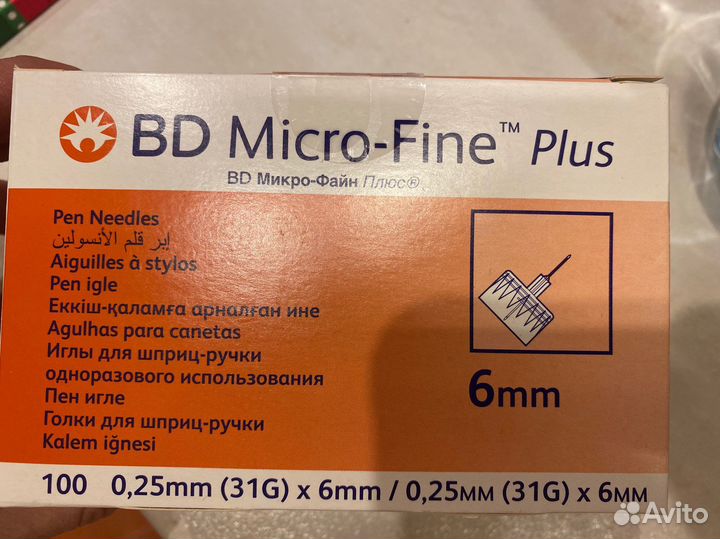 BD Micro-Fine™ Plus
BD Микро-Файн Плюс®
Pen Needles
إبر قلم الأنسولين
Aiguilles à stylos
Pen igle
Еккіш-қаламға арналған ине
Agulhas para canetas
Иглы для шприц-ручки
одноразового использования
Пен игле
Голки для шприц-ручки
Kalem iğnesi
6mm
100 0,25mm (31G) x 6mm / 0,25мм (31G) x 6мм
Avito